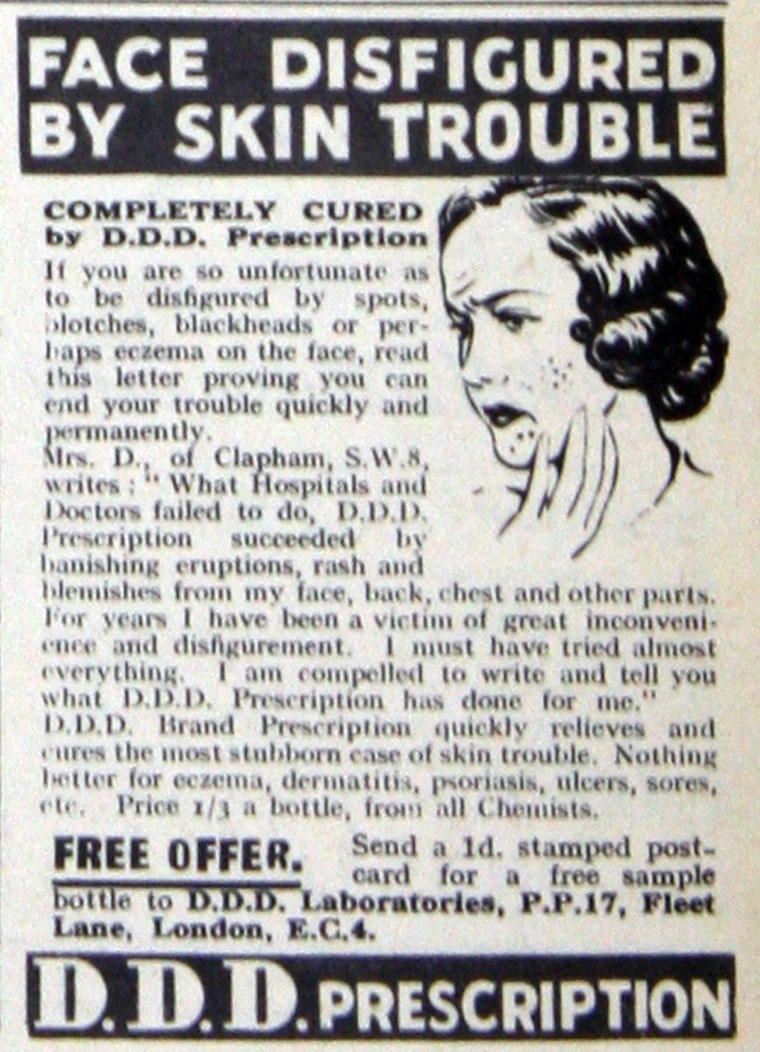 FACE DISFIGURED
BY SKIN TROUBLE
COMPLETELY CURED
by D.D.D. Prescription
If you are so unfortunate as
to be disfigured by spots,
blotches, blackheads or per-
haps eczema on the face, read
this letter proving you can
end your trouble quickly and
permanently.
Mrs. D., of Clapham, S.W.8,
writes : " What Hospitals and
Doctors failed to do, D.D.D.
Prescription succeeded by
banishing eruptions, rash and
blemishes from my face, back, chest and other parts.
For years I have been a victim of great inconveni-
ence and disfigurement. I must have tried almost
everything. I am compelled to write and tell you
what D.D.D. Prescription has done for me."
D.D.D. Brand Prescription quickly relieves and
cures the most stubborn case of skin trouble. Nothing
better for eczema, dermatitis, psoriasis, ulcers, sores,
etc. Price 1/3 a bottle, from all Chemists.
FREE OFFER. Send a 1d. stamped post-
card for a free sample
bottle to D.D.D. Laboratories, P.P.17, Fleet
Lane, London, E.C.4.
D.D.D. PRESCRIPTION